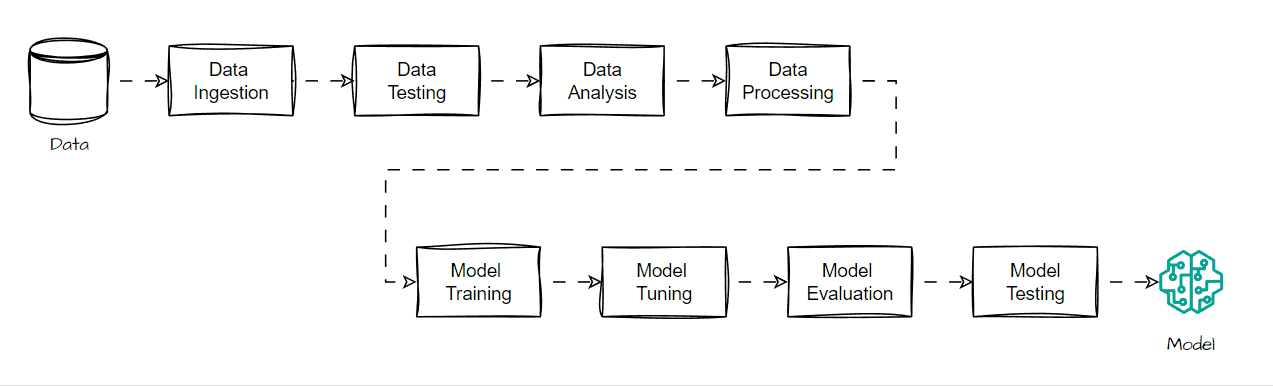 Data
Ingestion
Data
Testing
Data
Analysis
Data
Processing
Data
Model
Training
Model
Tuning
Model
Evaluation
Model
Testing
Model